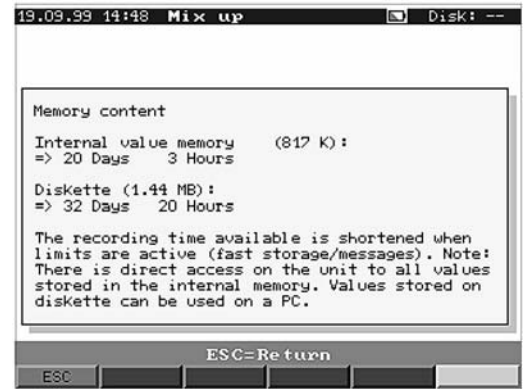 19.09.99 14:48 Mix up Disk: --
Memory content
Internal value memory (817 K):
=> 20 Days 3 Hours
Diskette (1.44 MB):
=> 32 Days 20 Hours
The recording time available is shortened when
limits are active (fast storage/messages). Note:
There is direct access on the unit to all values
stored in the internal memory. Values stored on
diskette can be used on a PC.
ESC=Return
ESC